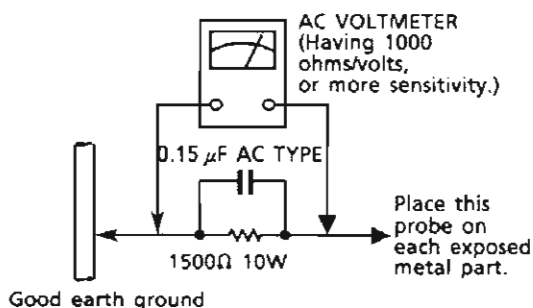 AC VOLTMETER
(Having 1000
ohms/volts,
or more sensitivity.)
0.15 μF AC TYPE
1500Ω 10W
Place this
probe on
each exposed
metal part.
Good earth ground